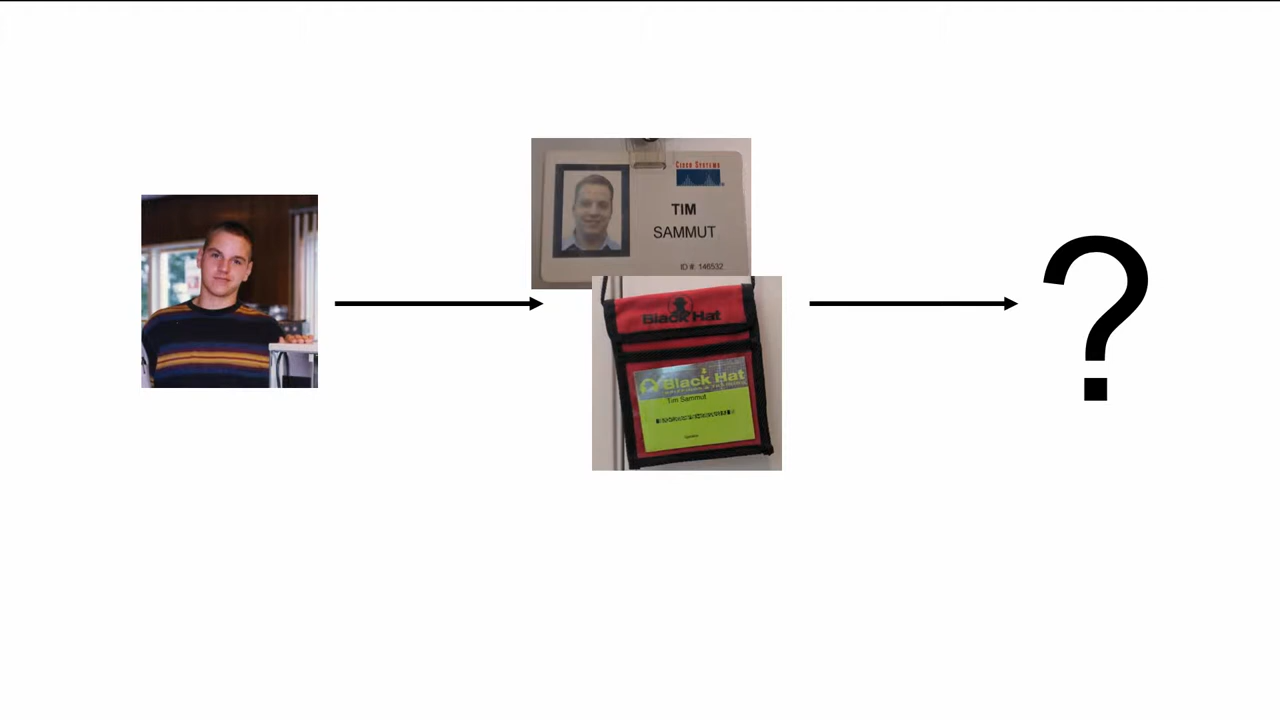 CISCO SYSTEMS
TIM
SAMMUT
ID #: 146532
Black Hat
Black Hat
Tim Sammut
?